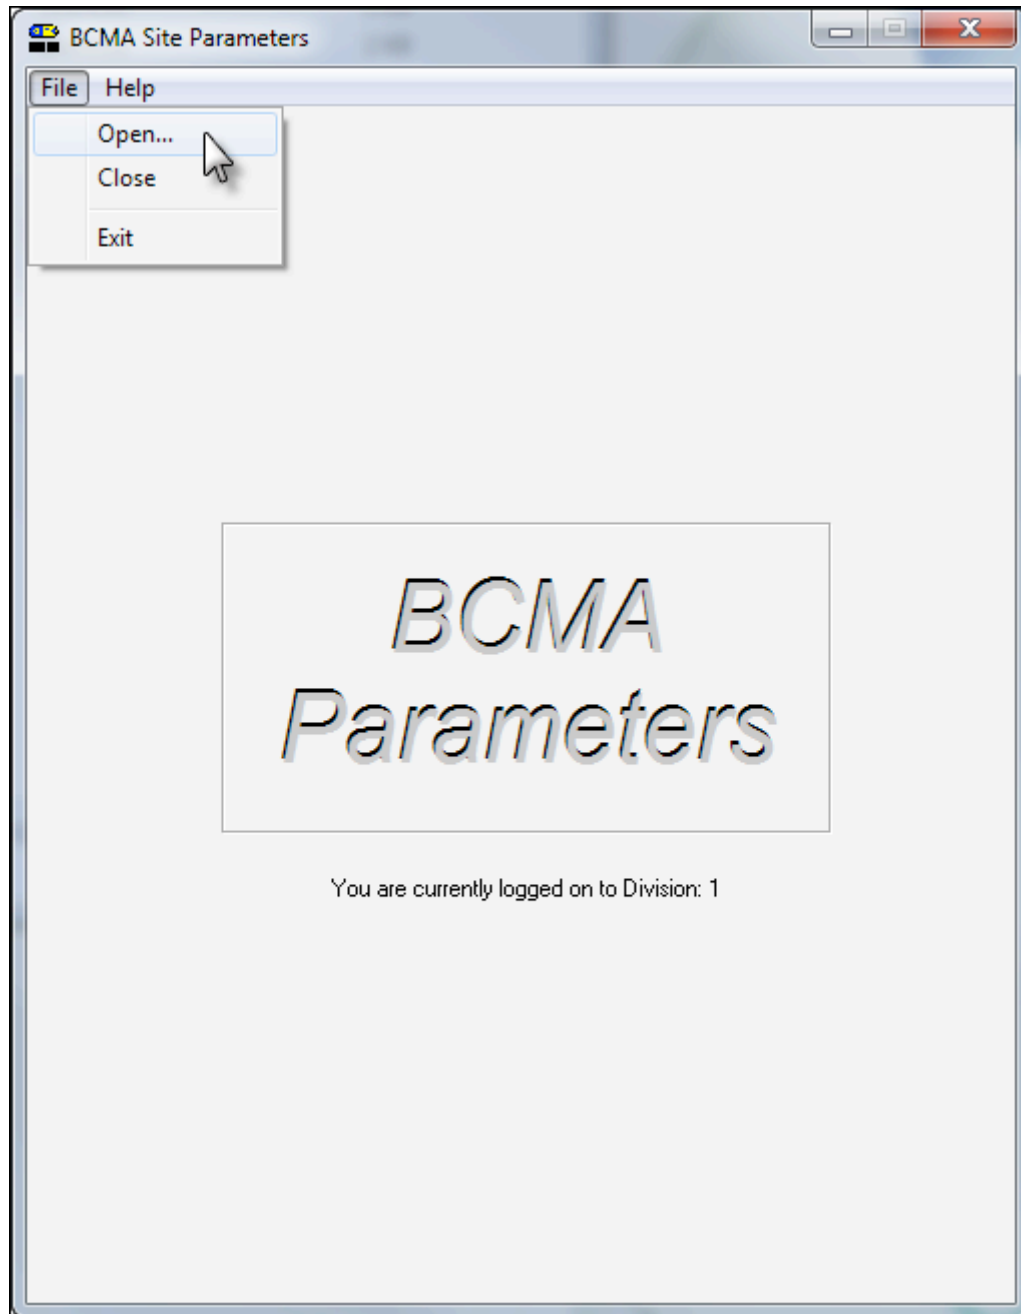 BCMA Site Parameters
File Help
Open...
Close
Exit
BCMA
Parameters
You are currently logged on to Division: 1